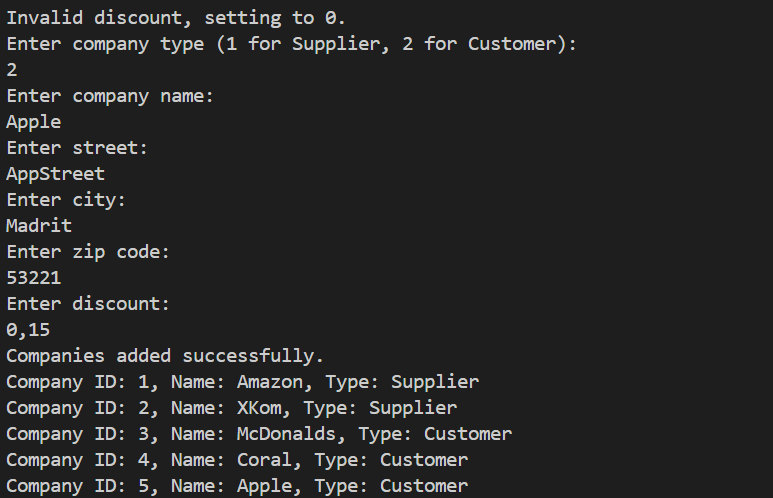 Invalid discount, setting to 0.
Enter company type (1 for Supplier, 2 for Customer):
2
Enter company name:
Apple
Enter street:
AppStreet
Enter city:
Madrit
Enter zip code:
53221
Enter discount:
0,15
Companies added successfully.
Company ID: 1, Name: Amazon, Type: Supplier
Company ID: 2, Name: XKom, Type: Supplier
Company ID: 3, Name: McDonalds, Type: Customer
Company ID: 4, Name: Coral, Type: Customer
Company ID: 5, Name: Apple, Type: Customer